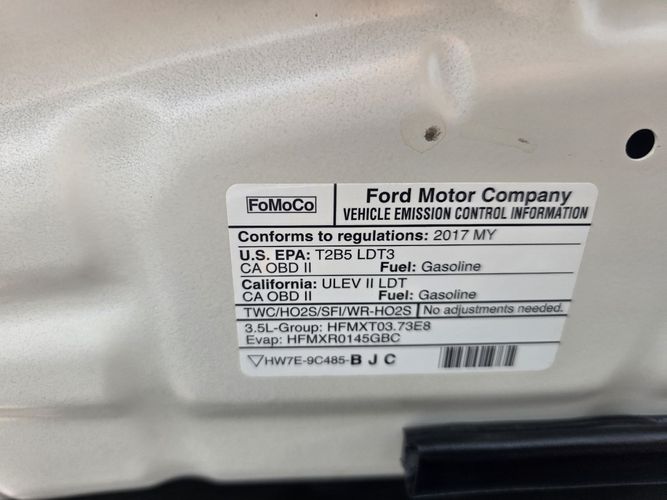 FoMoCo
Ford Motor Company
VEHICLE EMISSION CONTROL INFORMATION
Conforms to regulations: 2017 MY
U.S. EPA: T2B5 LDT3
CA OBD II Fuel: Gasoline
California: ULEV II LDT
CA OBD II Fuel: Gasoline
TWC/HO2S/SFI/WR-HO2S No adjustments needed.
3.5L-Group: HFMXT03.73E8
Evap: HFMXR0145GBC
HW7E-9C485-B J C